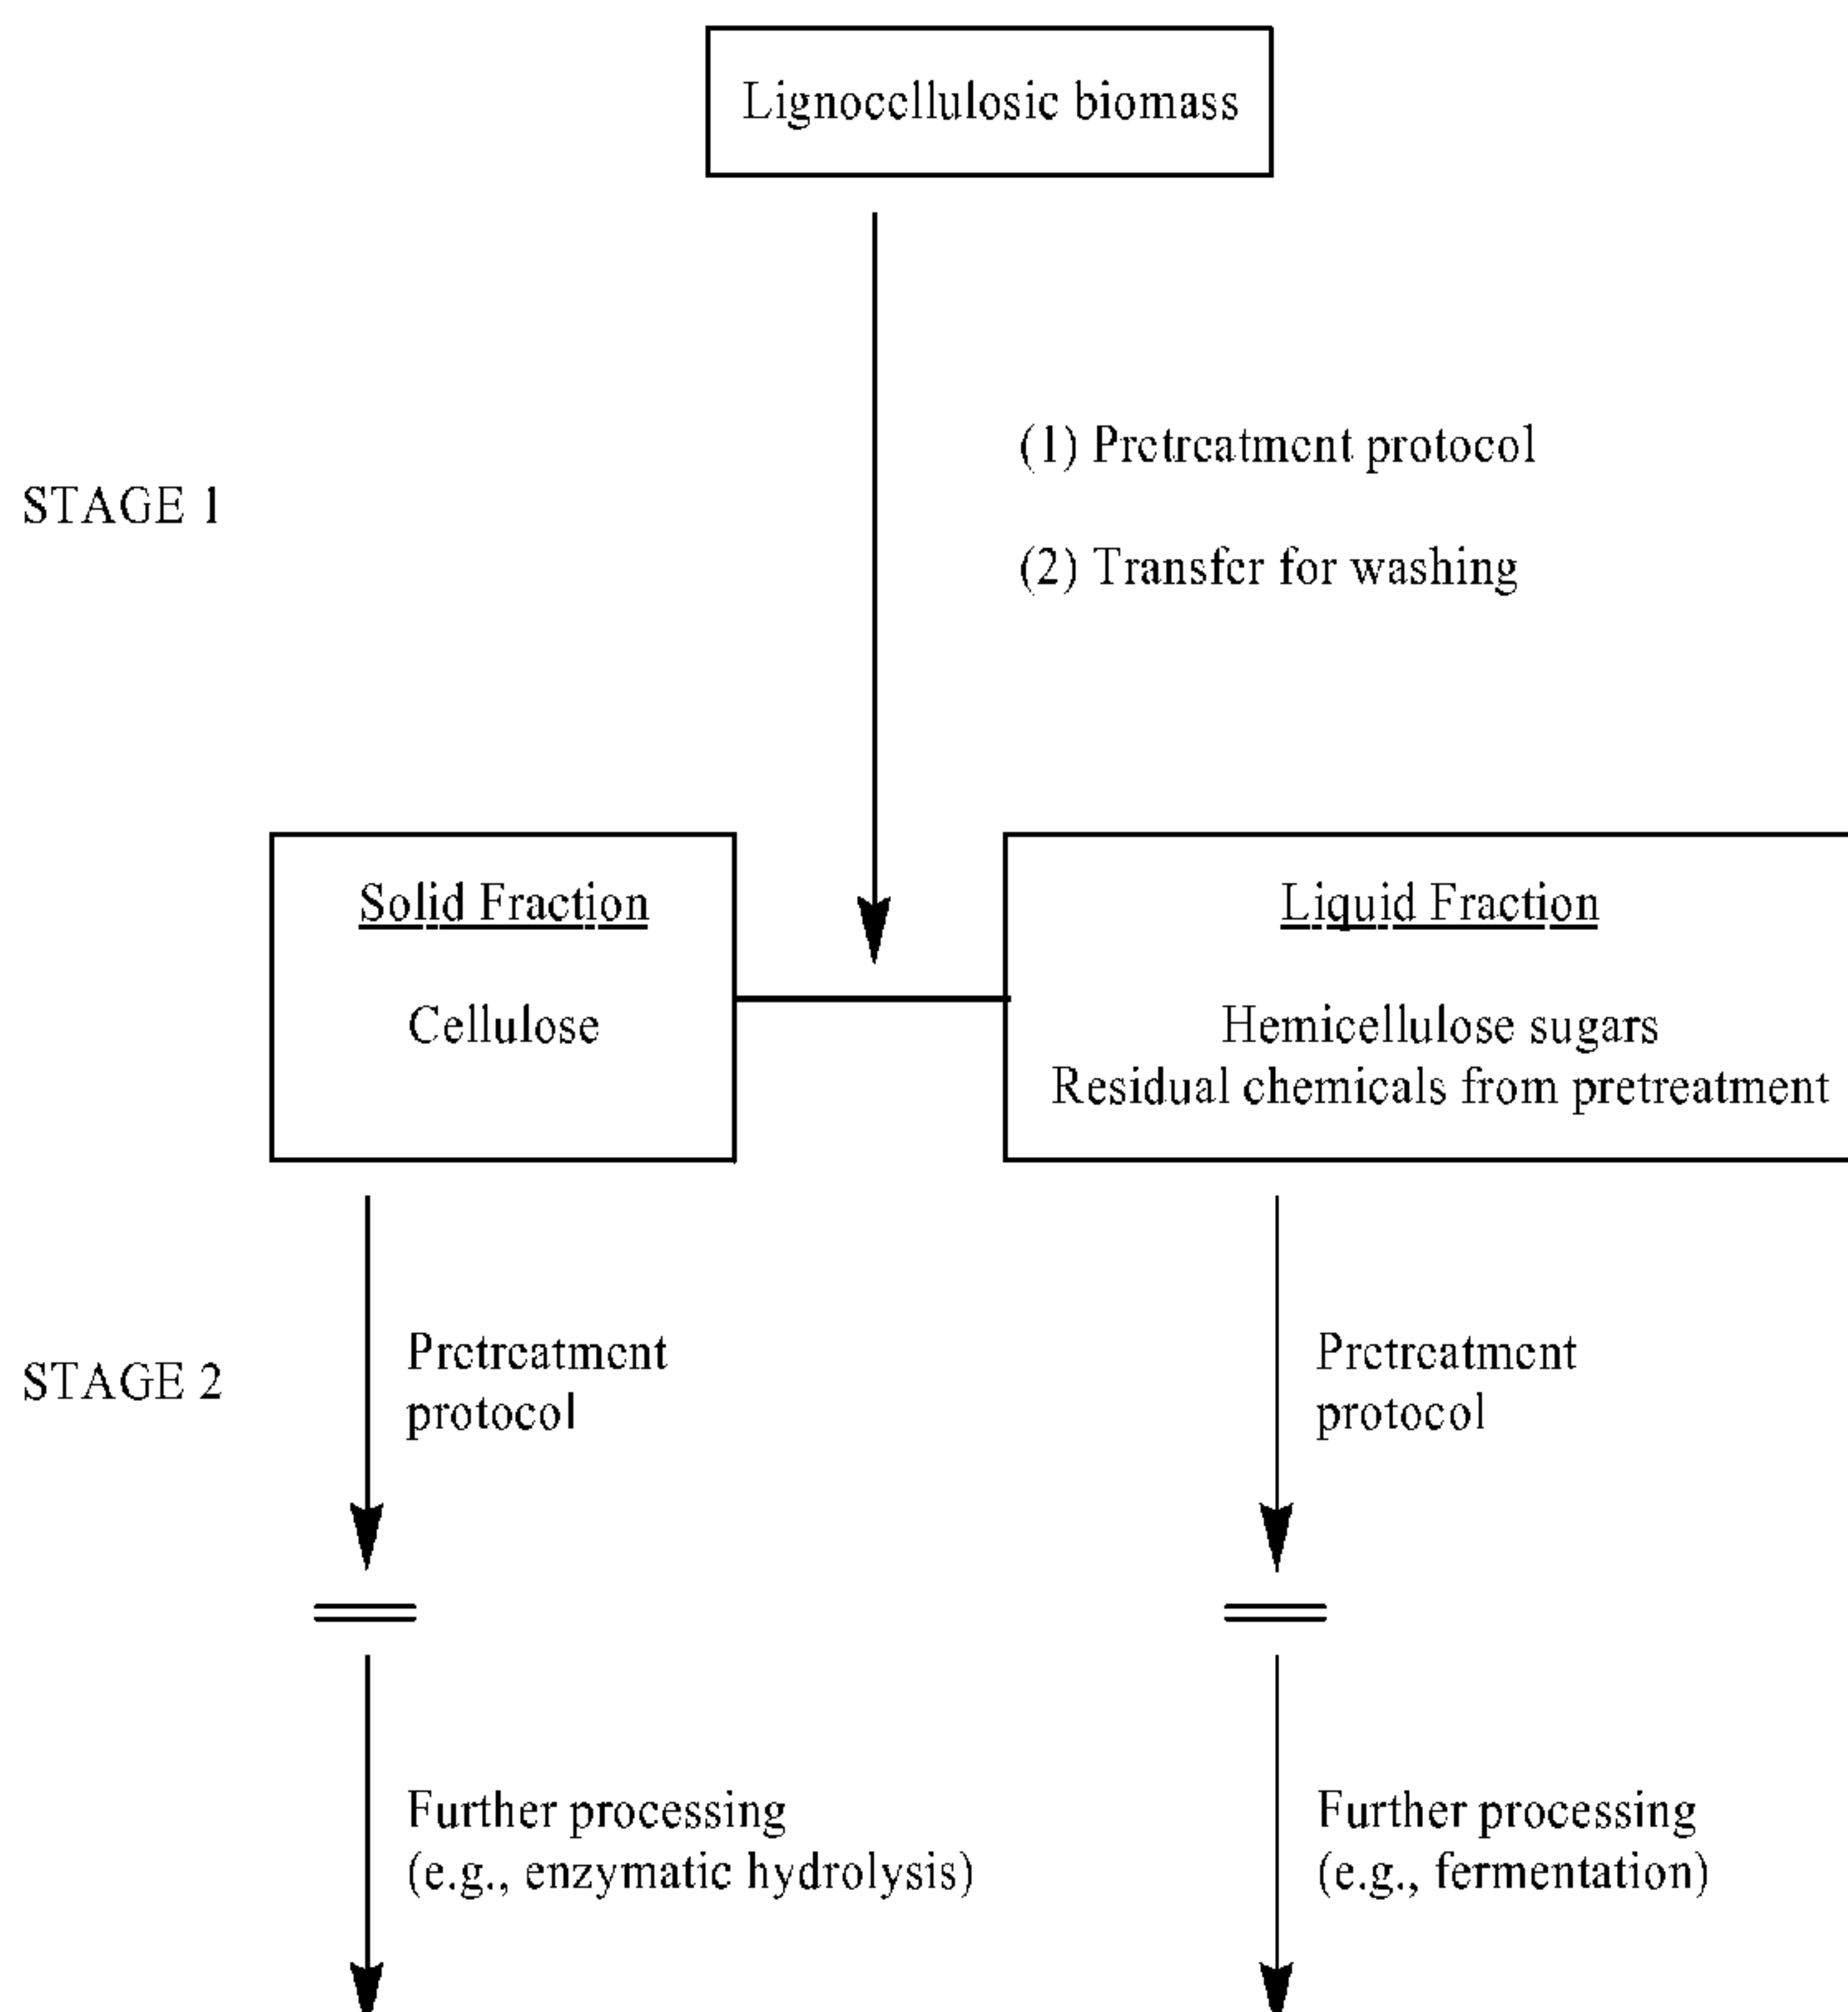 Lignocellulosic biomass
STAGE 1
(1) Pretreatment protocol
(2) Transfer for washing
Solid Fraction
Cellulose
Liquid Fraction
Hemicellulose sugars
Residual chemicals from pretreatment
STAGE 2
Pretreatment
protocol
Pretreatment
protocol
Further processing
(e.g., enzymatic hydrolysis)
Further processing
(e.g., fermentation)